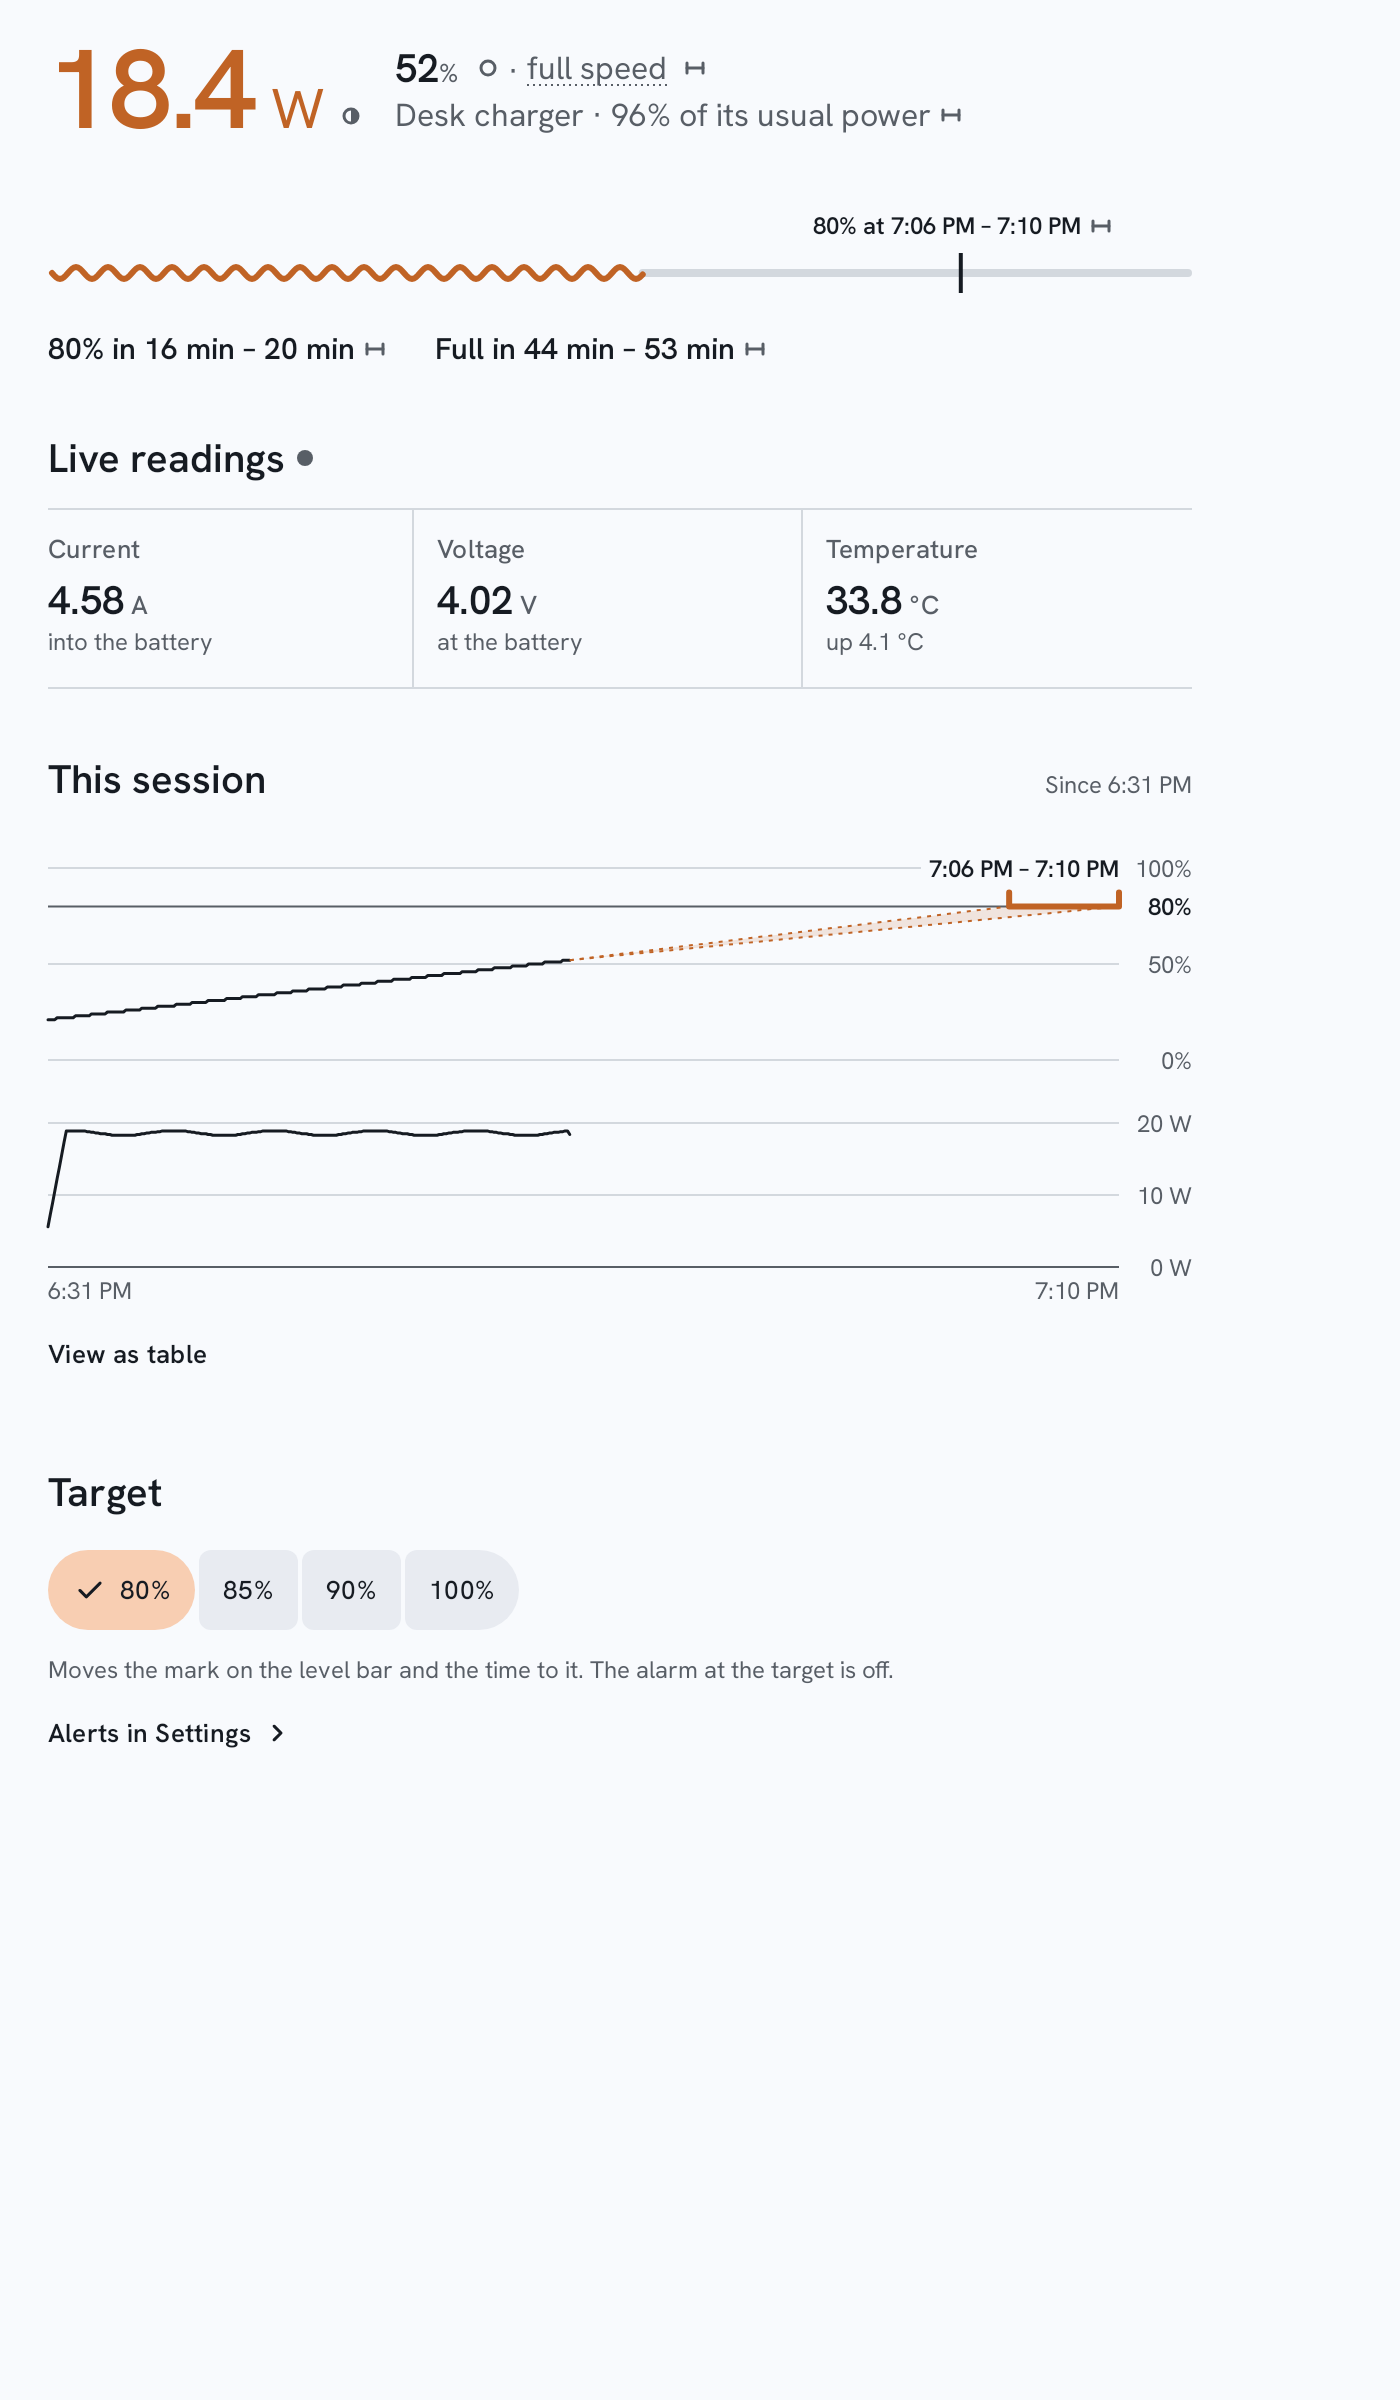 18.4 W
52% · full speed
Desk charger · 96% of its usual power
80% at 7:06 PM – 7:10 PM
80% in 16 min – 20 min Full in 44 min – 53 min
Live readings
Current Voltage Temperature
4.58 A 4.02 V 33.8 °C
into the battery at the battery up 4.1 °C
This session Since 6:31 PM
7:06 PM – 7:10 PM 100%
80%
50%
0%
20 W
10 W
0 W
6:31 PM 7:10 PM
View as table
Target
80% 85% 90% 100%
Moves the mark on the level bar and the time to it. The alarm at the target is off.
Alerts in Settings